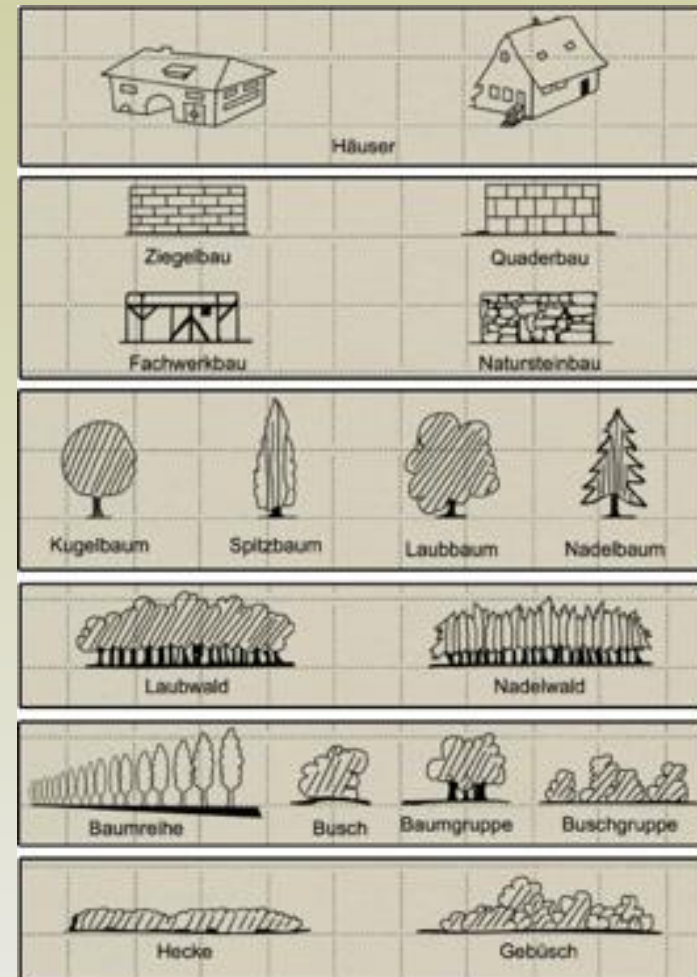 Häuser
Ziegelbau Quaderbau
Fachwerkbau Natursteinbau
Kugelbaum Spitzbaum Laubbaum Nadelbaum
Laubwald Nadelwald
Baumreihe Busch Baumgruppe Buschgruppe
Hecke Gebüsch